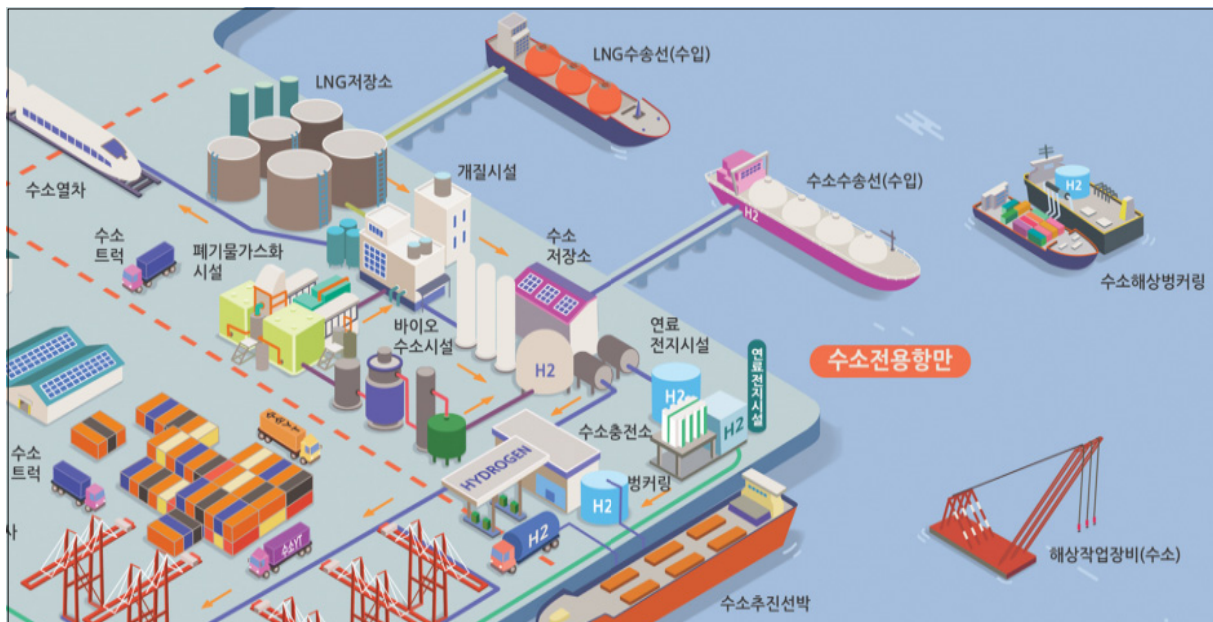 LNG수송선(수입)
LNG저장소
개질시설
수소열차
수소수송선(수입)
H2
H2
수소해상벙커링
수소
트럭
폐기물가스화
시설
수소
저장소
바이오
수소시설
연료
전지시설
연료전지시설
수소전용항만
H2
H2
H2
수소충전소
수소
트럭
HYDROGEN
벙커링
H2
H2
수소YT
사
해상작업장비(수소)
수소추진선박